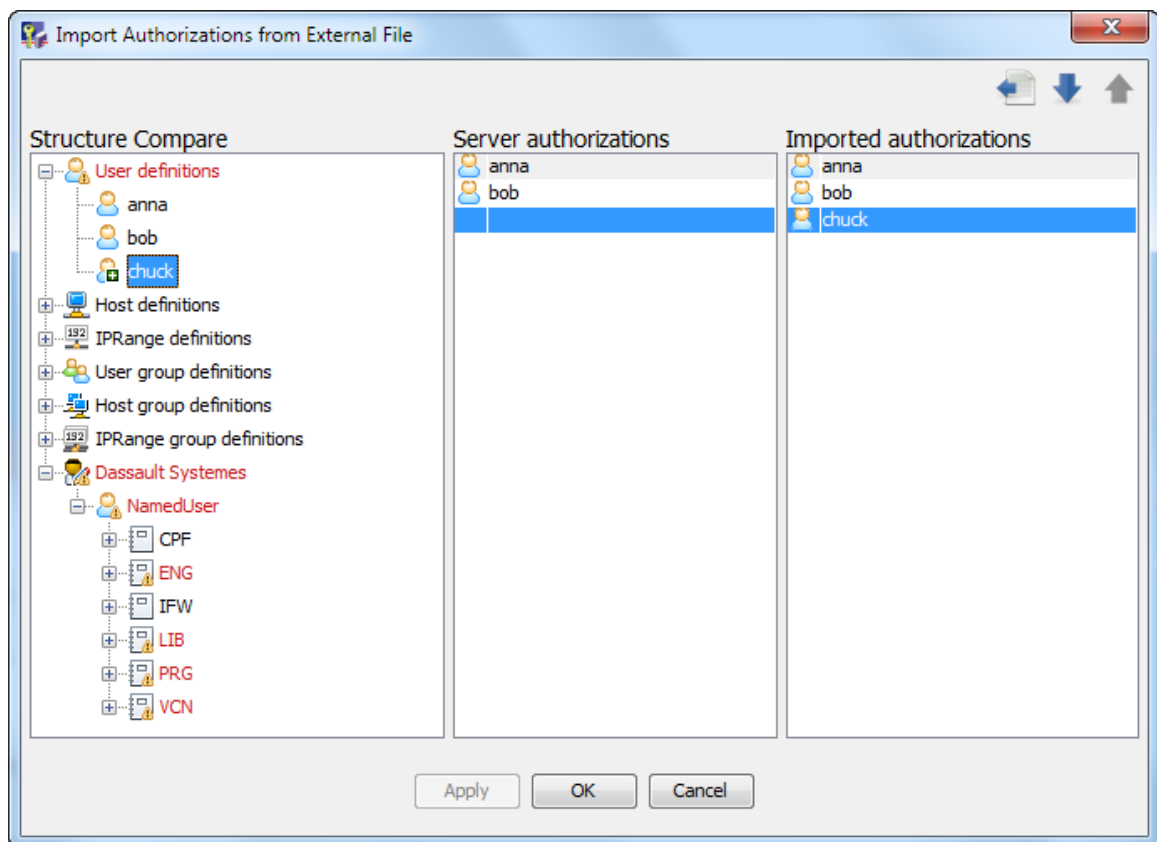 Import Authorizations from External File
Structure Compare
Server authorizations
Imported authorizations
User definitions
anna
bob
chuck
Host definitions
192
IPRange definitions
User group definitions
Host group definitions
192
IPRange group definitions
Dassault Systemes
NamedUser
CPF
ENG
IFW
LIB
PRG
VCN
anna
bob
anna
bob
chuck
Apply
OK
Cancel